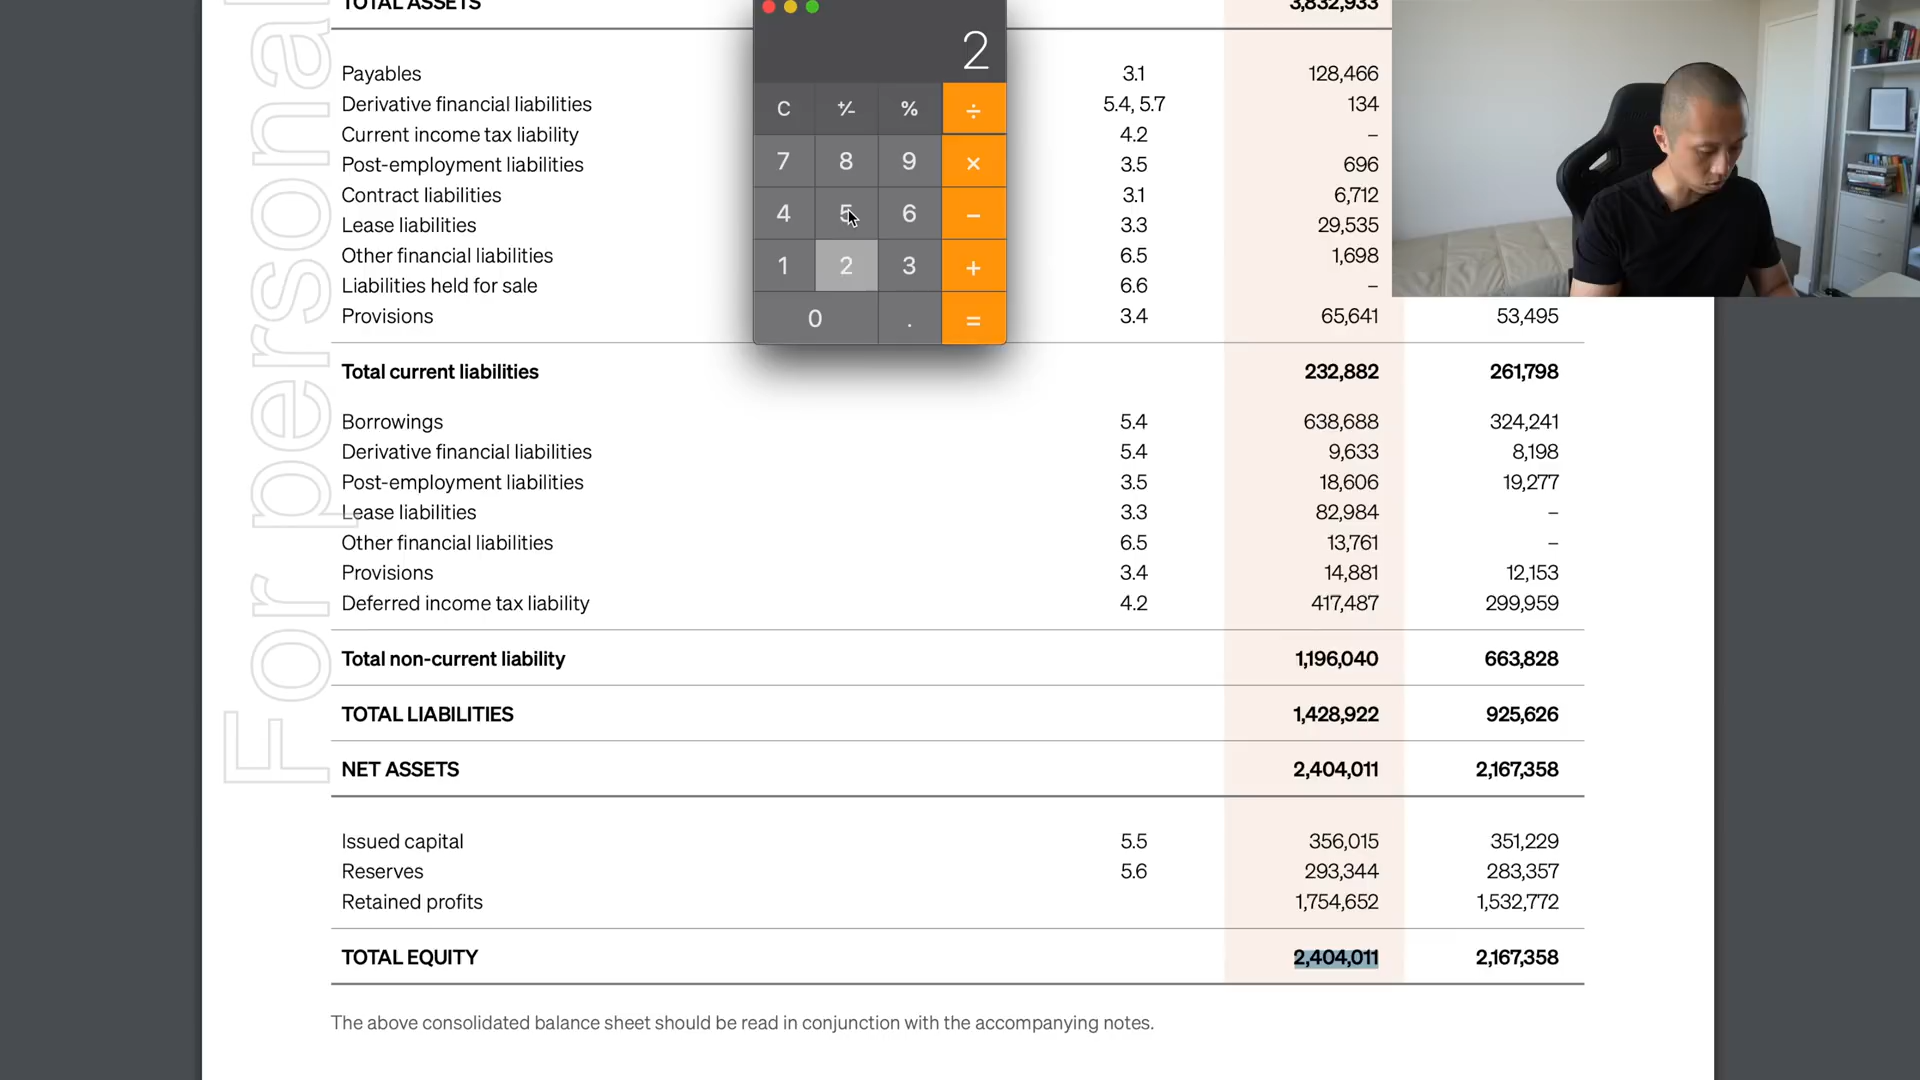 TOTAL ASSETS 3,832,933
Payables 3.1 128,466
Derivative financial liabilities 5.4, 5.7 134
Current income tax liability 4.2 –
Post-employment liabilities 3.5 696
Contract liabilities 3.1 6,712
Lease liabilities 3.3 29,535
Other financial liabilities 6.5 1,698
Liabilities held for sale 6.6 –
Provisions 3.4 65,641 53,495
Total current liabilities 232,882 261,798
Borrowings 5.4 638,688 324,241
Derivative financial liabilities 5.4 9,633 8,198
Post-employment liabilities 3.5 18,606 19,277
Lease liabilities 3.3 82,984 –
Other financial liabilities 6.5 13,761 –
Provisions 3.4 14,881 12,153
Deferred income tax liability 4.2 417,487 299,959
Total non-current liability 1,196,040 663,828
TOTAL LIABILITIES 1,428,922 925,626
NET ASSETS 2,404,011 2,167,358
Issued capital 5.5 356,015 351,229
Reserves 5.6 293,344 283,357
Retained profits 1,754,652 1,532,772
TOTAL EQUITY 2,404,011 2,167,358
The above consolidated balance sheet should be read in conjunction with the accompanying notes.
For personal
2
C +/- % ÷
7 8 9 ×
4 5 6 −
1 2 3 +
0 . =